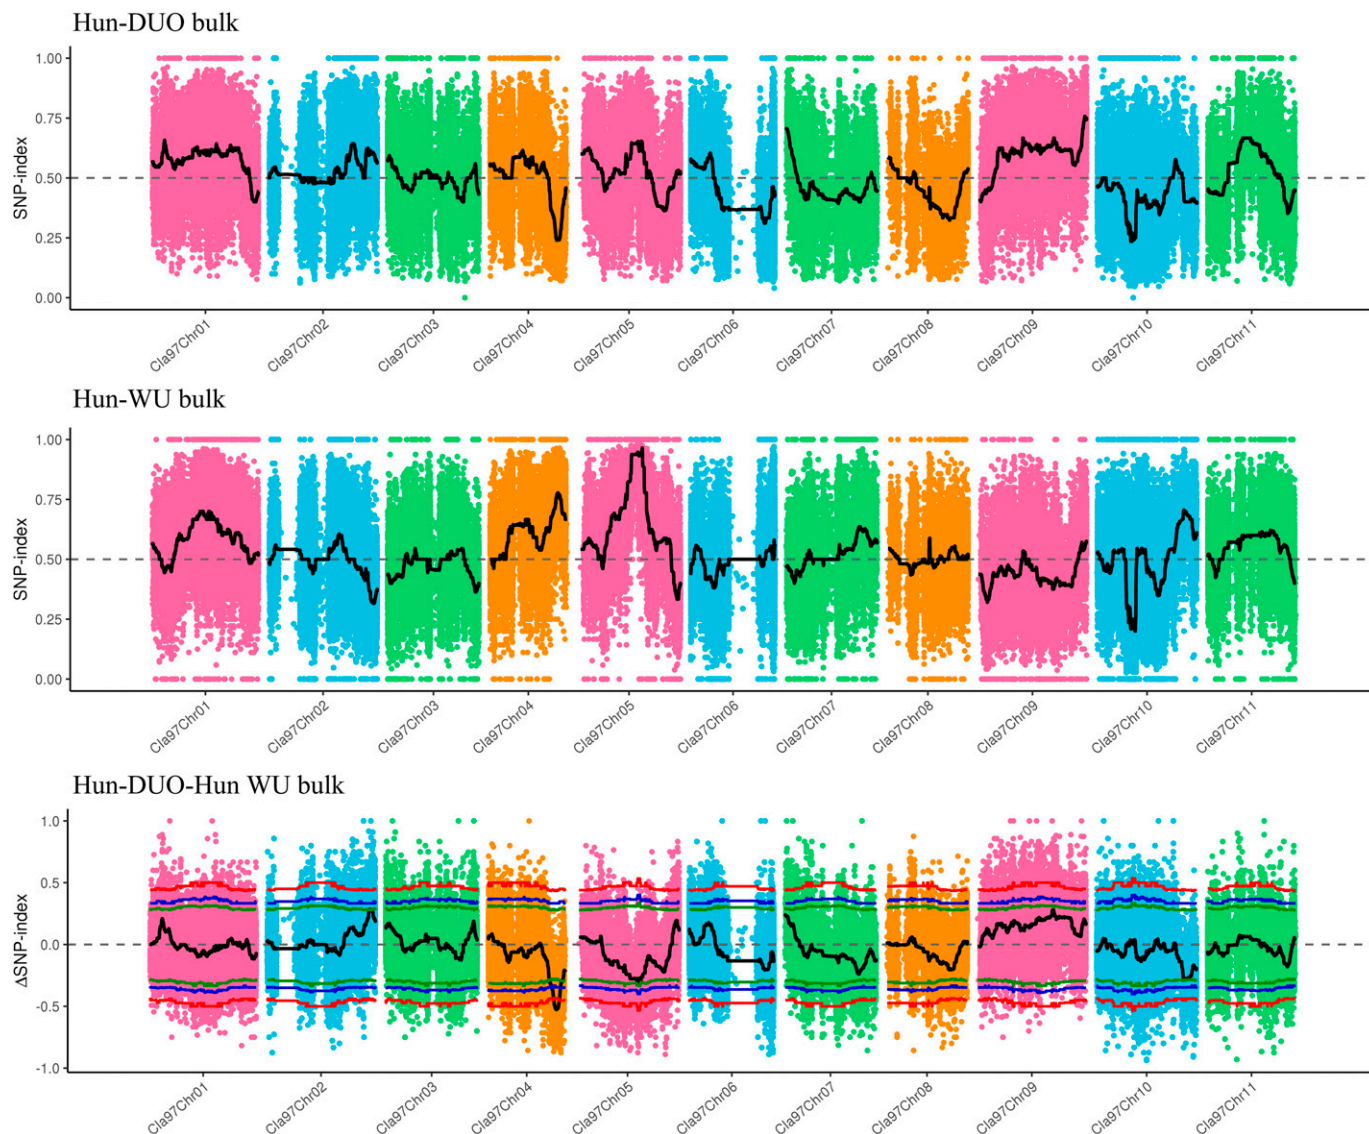 Hun-DUO bulk
1.00
0.75
0.50
0.25
0.00
SNP-index
Cla97Chr01
Cla97Chr02
Cla97Chr03
Cla97Chr04
Cla97Chr05
Cla97Chr06
Cla97Chr07
Cla97Chr08
Cla97Chr09
Cla97Chr10
Cla97Chr11
Hun-WU bulk
1.00
0.75
0.50
0.25
0.00
SNP-index
Cla97Chr01
Cla97Chr02
Cla97Chr03
Cla97Chr04
Cla97Chr05
Cla97Chr06
Cla97Chr07
Cla97Chr08
Cla97Chr09
Cla97Chr10
Cla97Chr11
Hun-DUO-Hun WU bulk
1.0
0.5
0.0
-0.5
-1.0
ΔSNP-index
Cla97Chr01
Cla97Chr02
Cla97Chr03
Cla97Chr04
Cla97Chr05
Cla97Chr06
Cla97Chr07
Cla97Chr08
Cla97Chr09
Cla97Chr10
Cla97Chr11